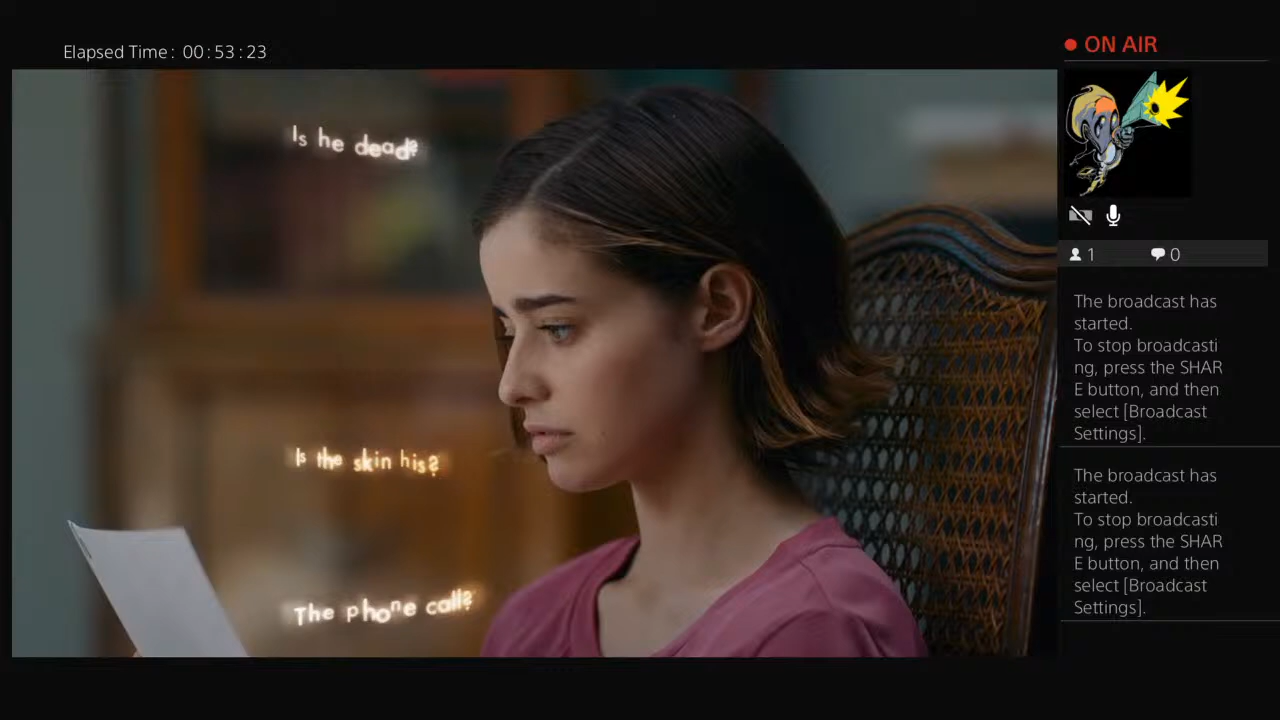 Elapsed Time: 00:53:23
ON AIR
Is he dead?
Is the skin his?
The phone call?
1
0
The broadcast has
started.
To stop broadcasti
ng, press the SHAR
E button, and then
select [Broadcast
Settings].
The broadcast has
started.
To stop broadcasti
ng, press the SHAR
E button, and then
select [Broadcast
Settings].